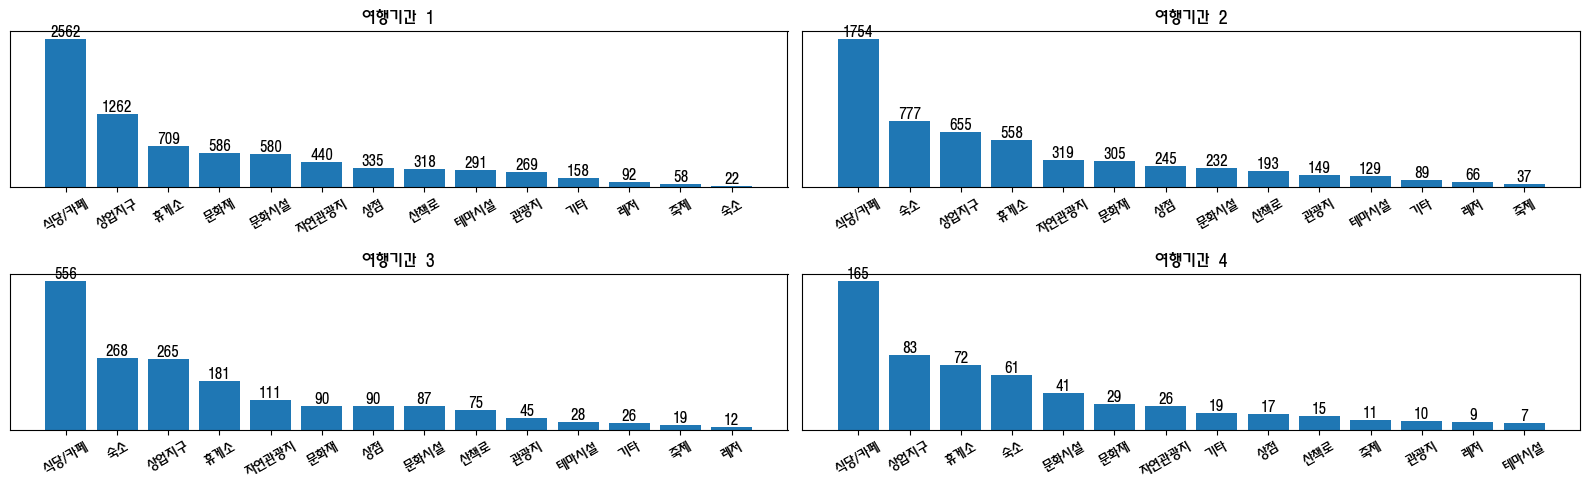 여행기간 1
2562 1262 709 586 580 440 335 318 291 269 158 92 58 22
식당/카페 상업지구 휴게소 문화재 문화시설 자연관광지 상점 산책로 테마시설 관광지 기타 레저 축제 숙소
여행기간 2
1754 777 655 558 319 305 245 232 193 149 129 89 66 37
식당/카페 숙소 상업지구 휴게소 자연관광지 문화재 상점 문화시설 산책로 관광지 테마시설 기타 레저 축제
여행기간 3
556 268 265 181 111 90 90 87 75 45 28 26 19 12
식당/카페 숙소 상업지구 휴게소 자연관광지 문화재 상점 문화시설 산책로 관광지 테마시설 기타 축제 레저
여행기간 4
165 83 72 61 41 29 26 19 17 15 11 10 9 7
식당/카페 상업지구 휴게소 숙소 문화시설 문화재 자연관광지 기타 상점 산책로 축제 관광지 레저 테마시설